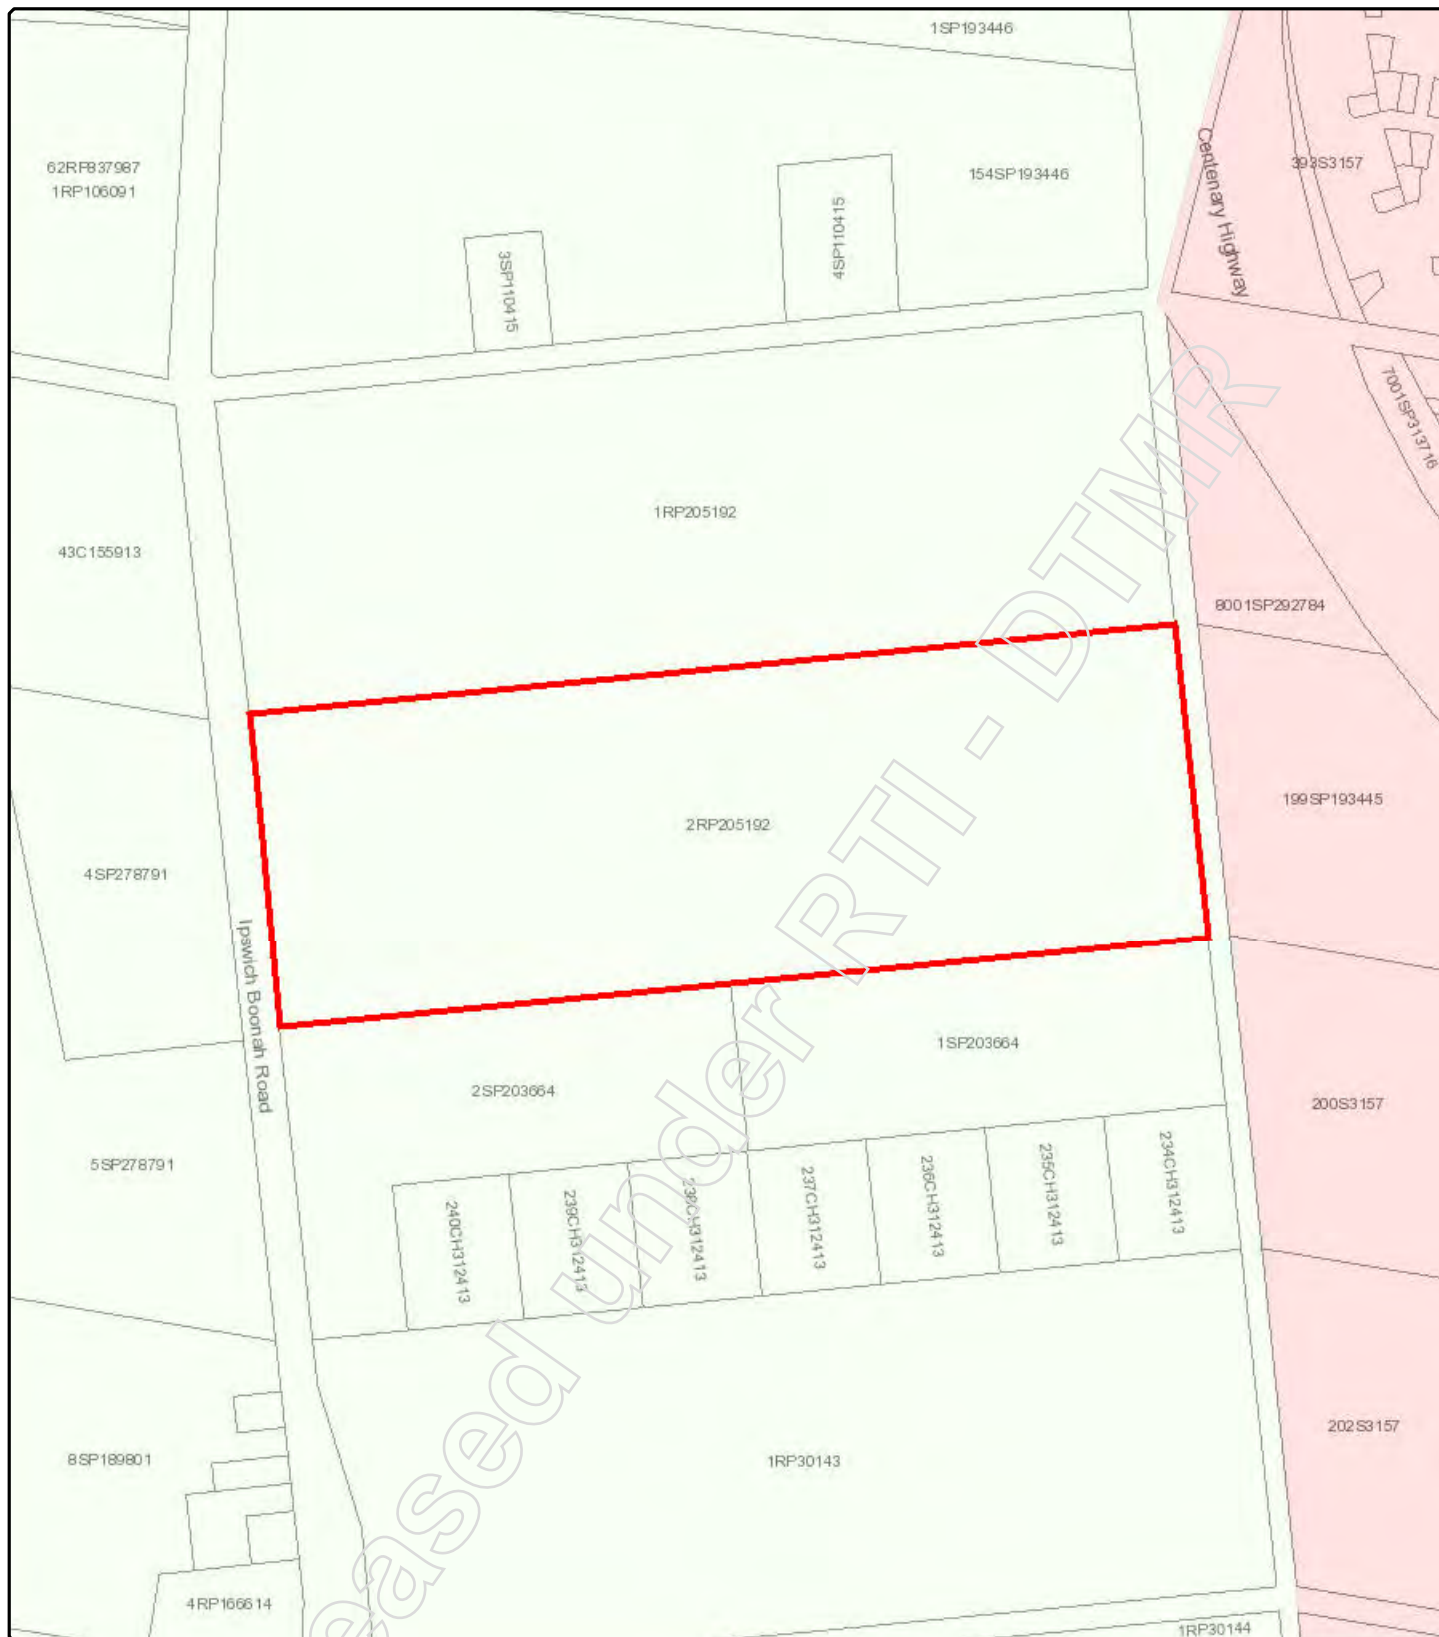 1SP193446
62RP837987
1RP106091
154SP193446
4SP110415
3SP110415
Centenary Highway
393S3157
7001SP313716
1RP205192
43C155913
8001SP292784
2RP205192
199SP193445
4SP278791
Ipswich Boonah Road
1SP203664
2SP203664
200S3157
5SP278791
240CH312413
239CH312413
238CH312413
237CH312413
236CH312413
235CH312413
234CH312413
202S3157
8SP189801
1RP30143
4RP166614
1RP30144
eased under RTI - DTMR